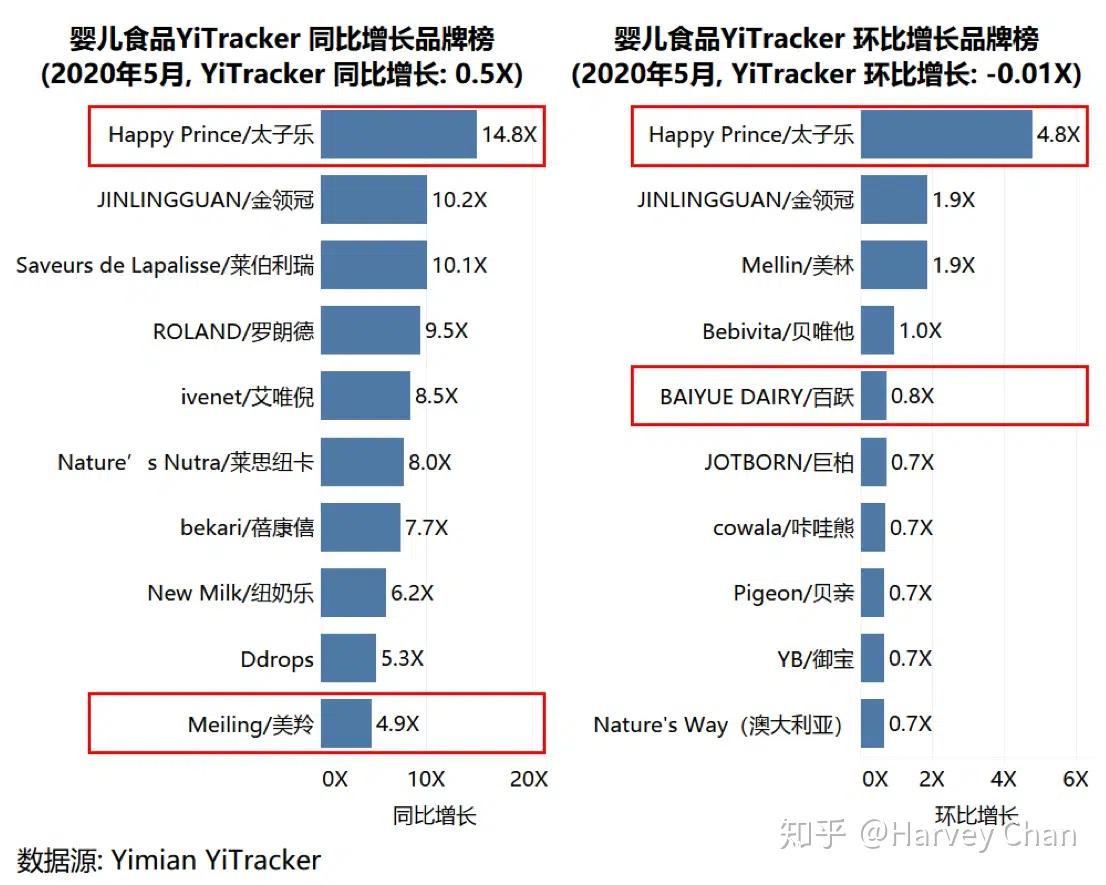 婴儿食品YiTracker 同比增长品牌榜
(2020年5月, YiTracker 同比增长: 0.5X)
Happy Prince/太子乐 14.8X
JINLINGGUAN/金领冠 10.2X
Saveurs de Lapalisse/莱伯利瑞 10.1X
ROLAND/罗朗德 9.5X
ivenet/艾唯倪 8.5X
Nature’s Nutra/莱思纽卡 8.0X
bekari/蓓康僖 7.7X
New Milk/纽奶乐 6.2X
Ddrops 5.3X
Meiling/美羚 4.9X
0X 10X 20X
同比增长
婴儿食品YiTracker 环比增长品牌榜
(2020年5月, YiTracker 环比增长: -0.01X)
Happy Prince/太子乐 4.8X
JINLINGGUAN/金领冠 1.9X
Mellin/美林 1.9X
Bebivita/贝唯他 1.0X
BAIYUE DAIRY/百跃 0.8X
JOTBORN/巨柏 0.7X
cowala/咔哇熊 0.7X
Pigeon/贝亲 0.7X
YB/御宝 0.7X
Nature's Way（澳大利亚） 0.7X
0X 2X 4X 6X
环比增长
知乎 @Harvey Chan
数据源: Yimian YiTracker